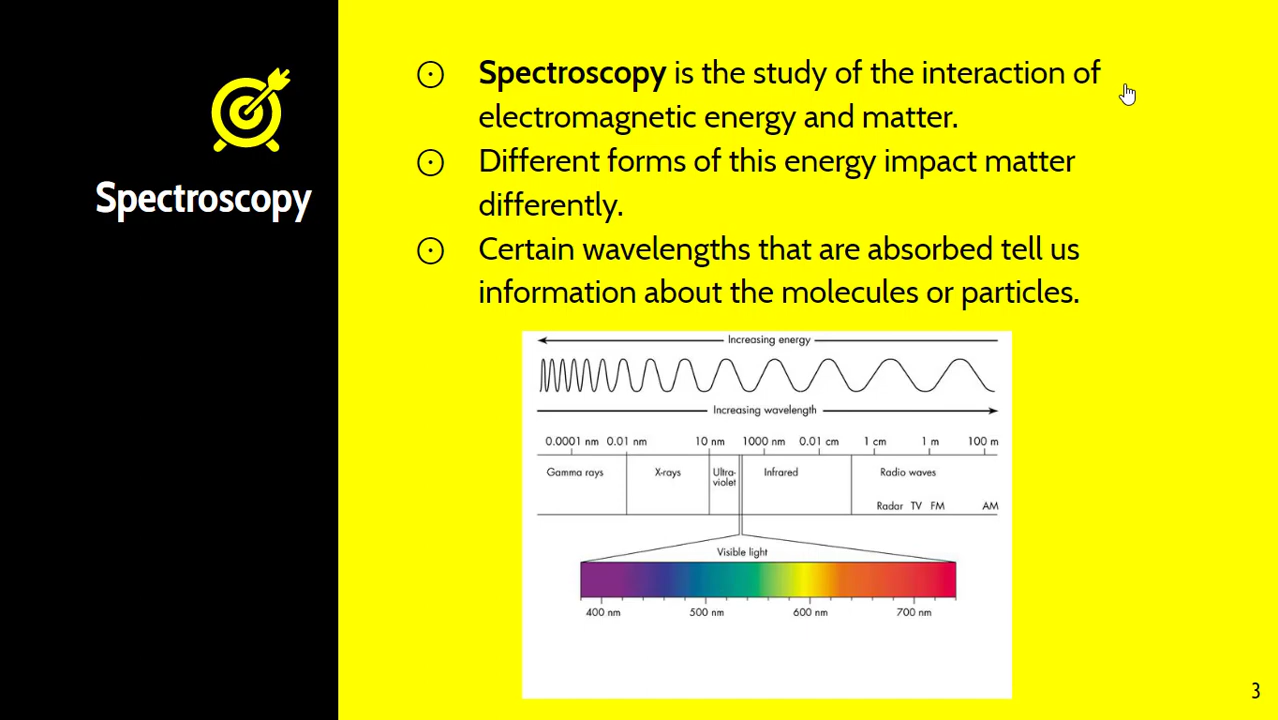 Spectroscopy
Spectroscopy is the study of the interaction of
electromagnetic energy and matter.
Different forms of this energy impact matter
differently.
Certain wavelengths that are absorbed tell us
information about the molecules or particles.
Increasing energy
Increasing wavelength
0.0001 nm 0.01 nm 10 nm 1000 nm 0.01 cm 1 cm 1 m 100 m
Gamma rays X-rays Ultra- Infrared Radio waves
violet
Radar TV FM AM
Visible light
400 nm 500 nm 600 nm 700 nm
3